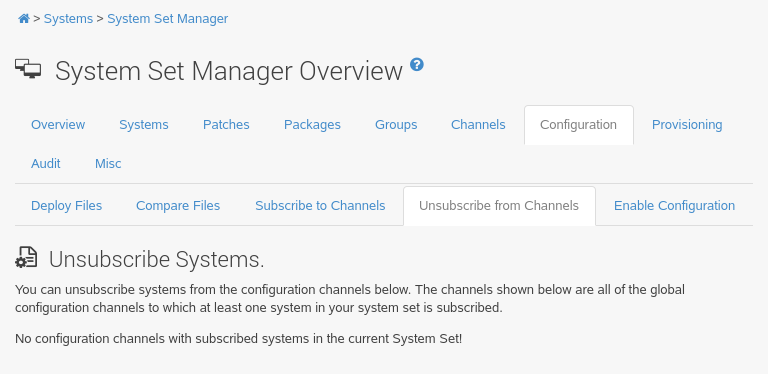 > Systems > System Set Manager
System Set Manager Overview ?
Overview Systems Patches Packages Groups Channels Configuration Provisioning
Audit Misc
Deploy Files Compare Files Subscribe to Channels Unsubscribe from Channels Enable Configuration
Unsubscribe Systems.
You can unsubscribe systems from the configuration channels below. The channels shown below are all of the global
configuration channels to which at least one system in your system set is subscribed.
No configuration channels with subscribed systems in the current System Set!